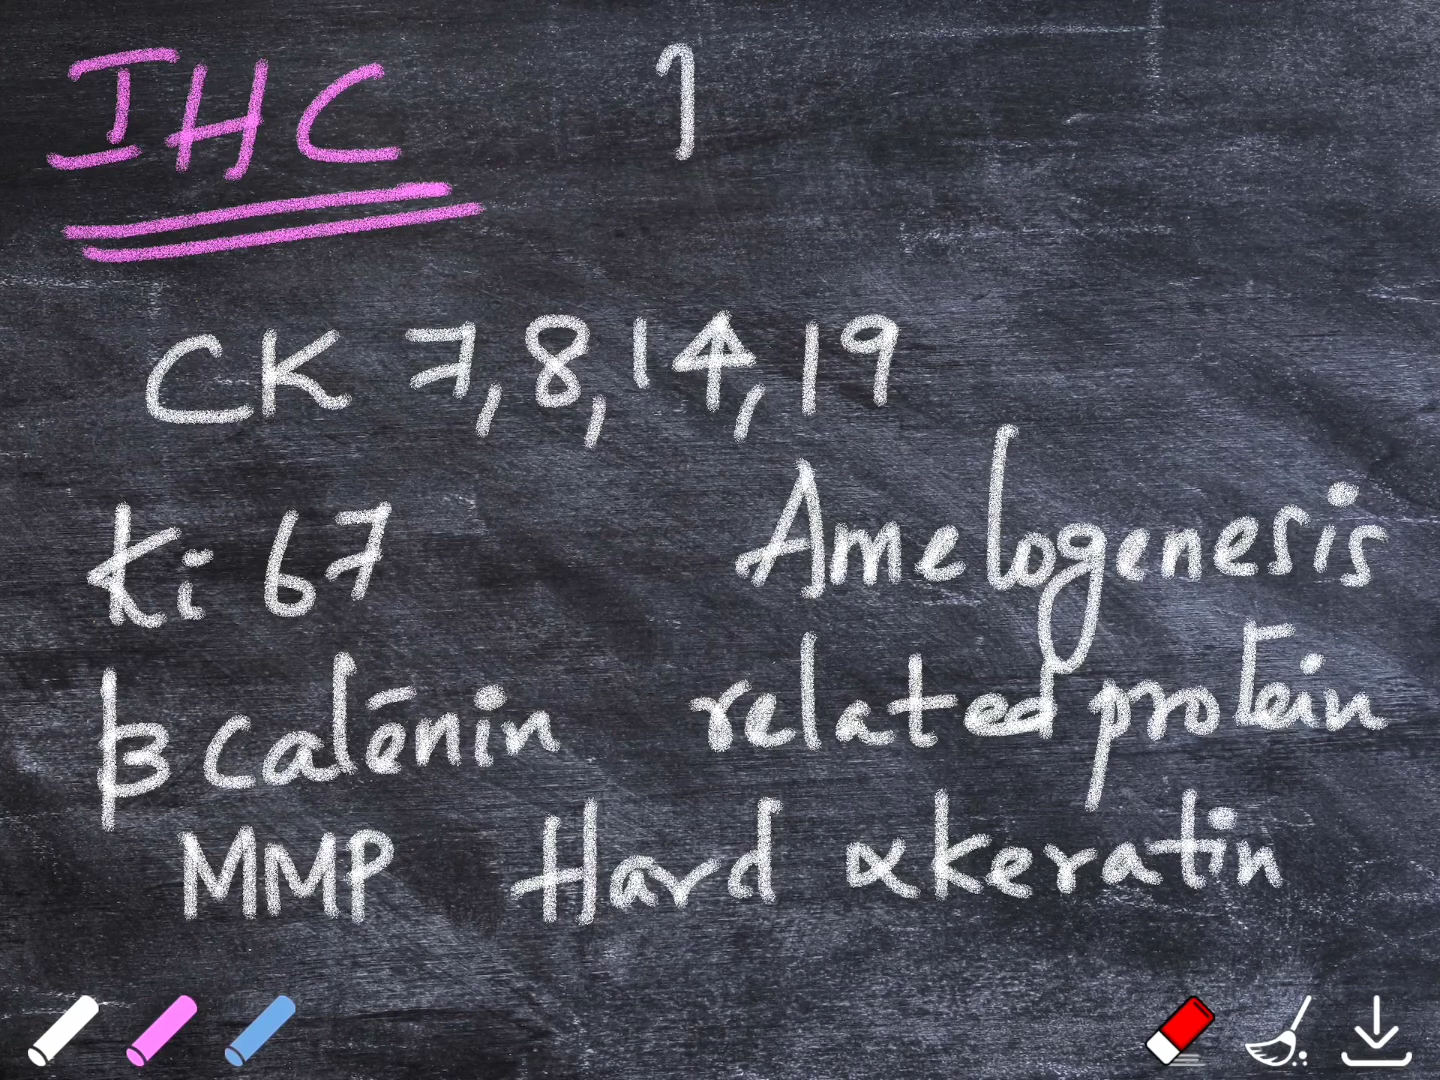 IHC 1
CK 7, 8, 14, 19
Ki 67
Amelogenesis
β catenin
related protein
MMP
Hard α keratin